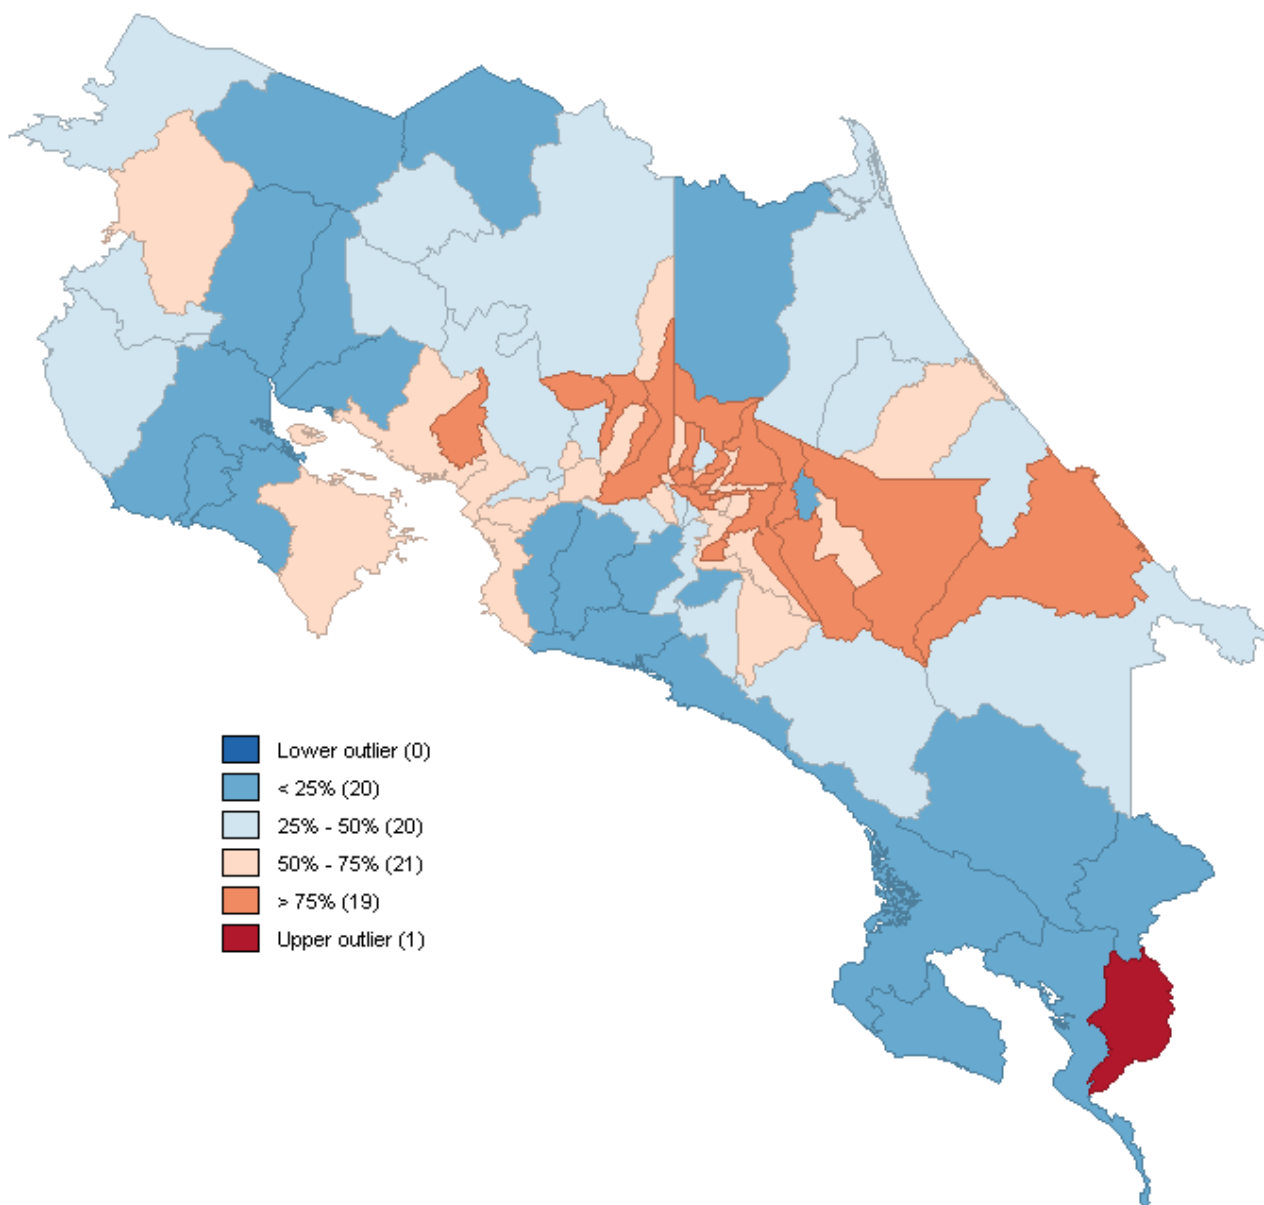 Lower outlier (0)
< 25% (20)
25% - 50% (20)
50% - 75% (21)
> 75% (19)
Upper outlier (1)